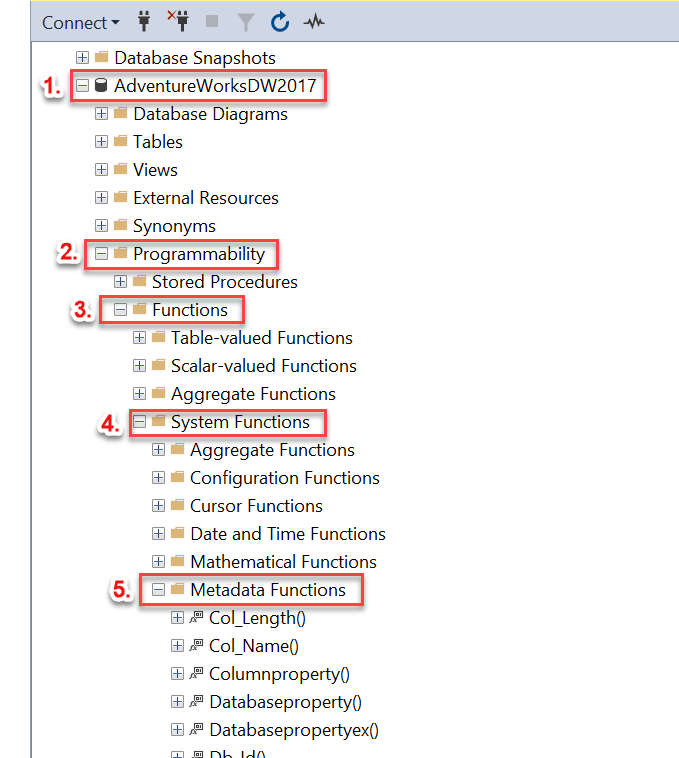 Connect
Database Snapshots
1. AdventureWorksDW2017
Database Diagrams
Tables
Views
External Resources
Synonyms
2. Programmability
Stored Procedures
3. Functions
Table-valued Functions
Scalar-valued Functions
Aggregate Functions
4. System Functions
Aggregate Functions
Configuration Functions
Cursor Functions
Date and Time Functions
Mathematical Functions
5. Metadata Functions
Col_Length()
Col_Name()
Columnproperty()
Databaseproperty()
Databasepropertyex()
Db_Id()